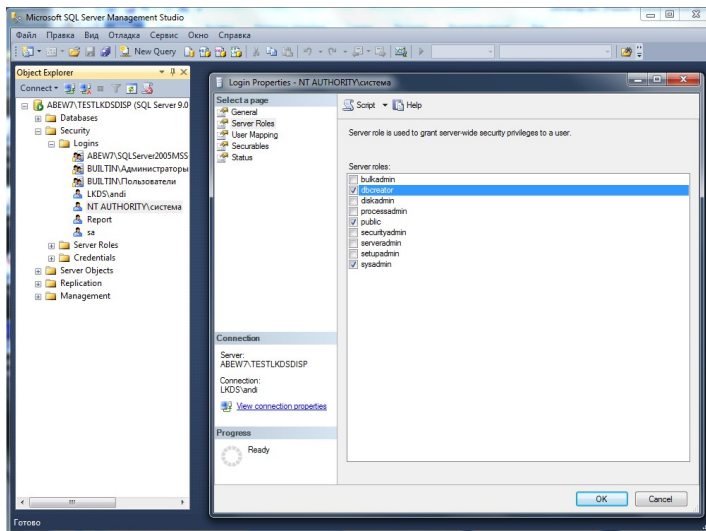 Microsoft SQL Server Management Studio
Файл Правка Вид Отладка Сервис Окно Справка
New Query
Object Explorer
Connect
ABEW7\TESTLKDSDISP (SQL Server 9.0
Databases
Security
Logins
ABEW7\SQLServer2005MSS
BUILTIN\Администраторы
BUILTIN\Пользователи
LKDS\andi
NT AUTHORITY\система
Report
sa
Server Roles
Credentials
Server Objects
Replication
Management
Готово
Login Properties - NT AUTHORITY\система
Select a page
General
Server Roles
User Mapping
Securables
Status
Connection
Server:
ABEW7\TESTLKDSDISP
Connection:
LKDS\andi
View connection properties
Progress
Ready
Script Help
Server role is used to grant server-wide security privileges to a user.
Server roles:
bulkadmin
dbcreator
diskadmin
processadmin
public
securityadmin
serveradmin
setupadmin
sysadmin
OK Cancel